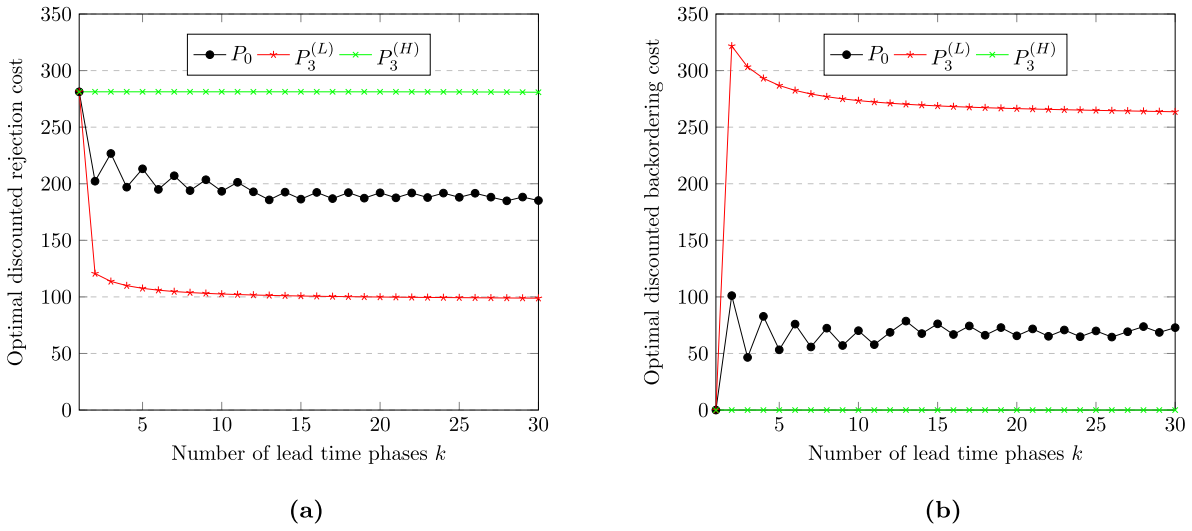 350
300
250
200
150
100
50
0
5
10
15
20
25
30
Optimal discounted rejection cost
Number of lead time phases k
P_0
P_3^{(L)}
P_3^{(H)}
(a)
350
300
250
200
150
100
50
0
5
10
15
20
25
30
Optimal discounted backordering cost
Number of lead time phases k
P_0
P_3^{(L)}
P_3^{(H)}
(b)